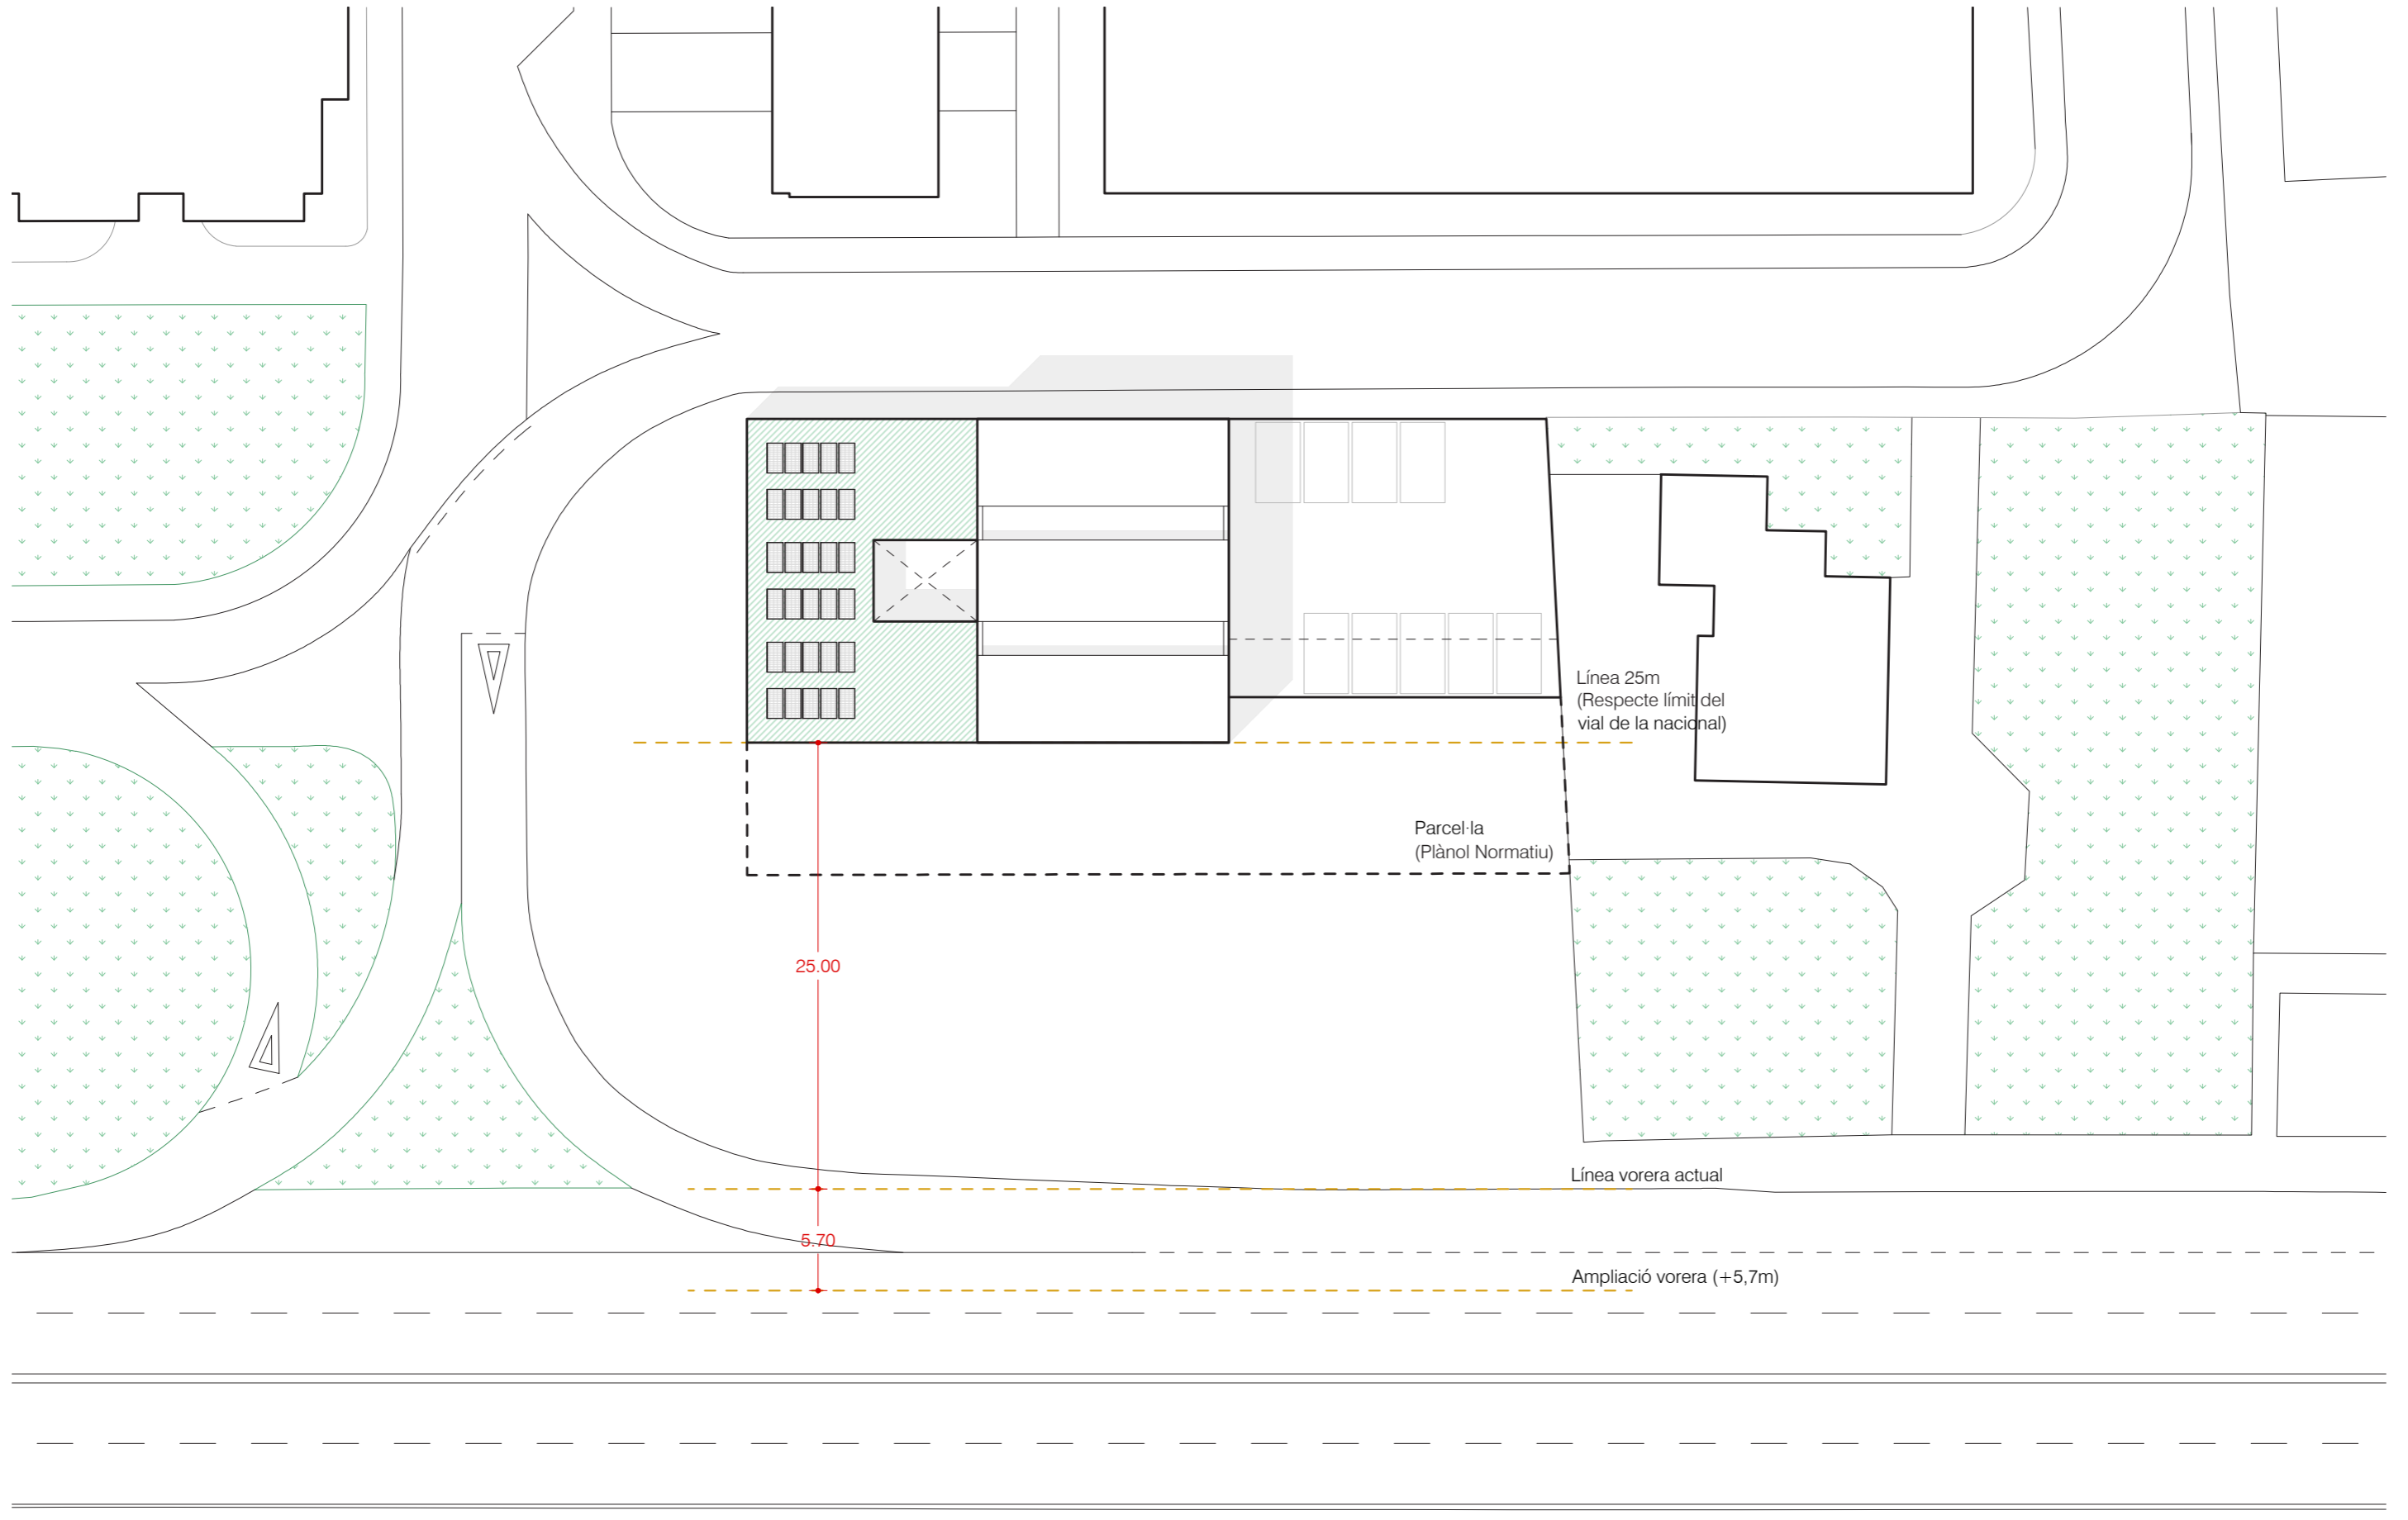 Línea 25m
(Respecte límit del
vial de la nacional)
Parcel·la
(Plànol Normatiu)
25.00
Línea vorera actual
5.70
Ampliació vorera (+5,7m)